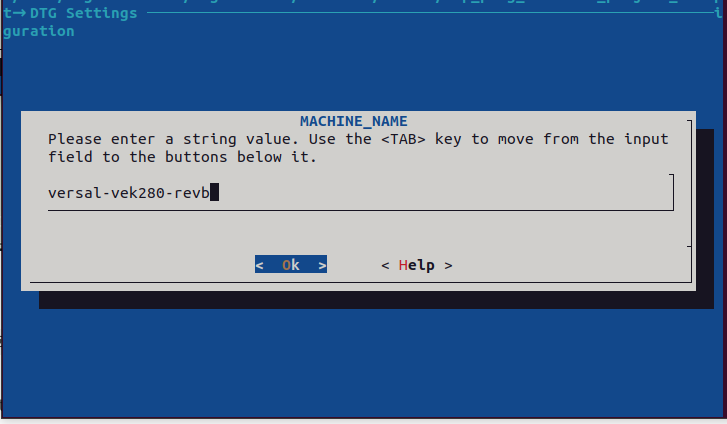 t→DTG Settings
i
guration
MACHINE_NAME
Please enter a string value. Use the <TAB> key to move from the input
field to the buttons below it.
versal-vek280-revb
< Ok > < Help >